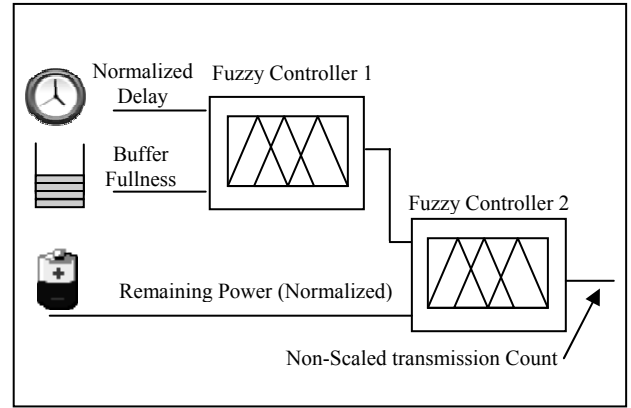 Normalized
Delay
Fuzzy Controller 1
Buffer
Fullness
Fuzzy Controller 2
Remaining Power (Normalized)
Non-Scaled transmission Count